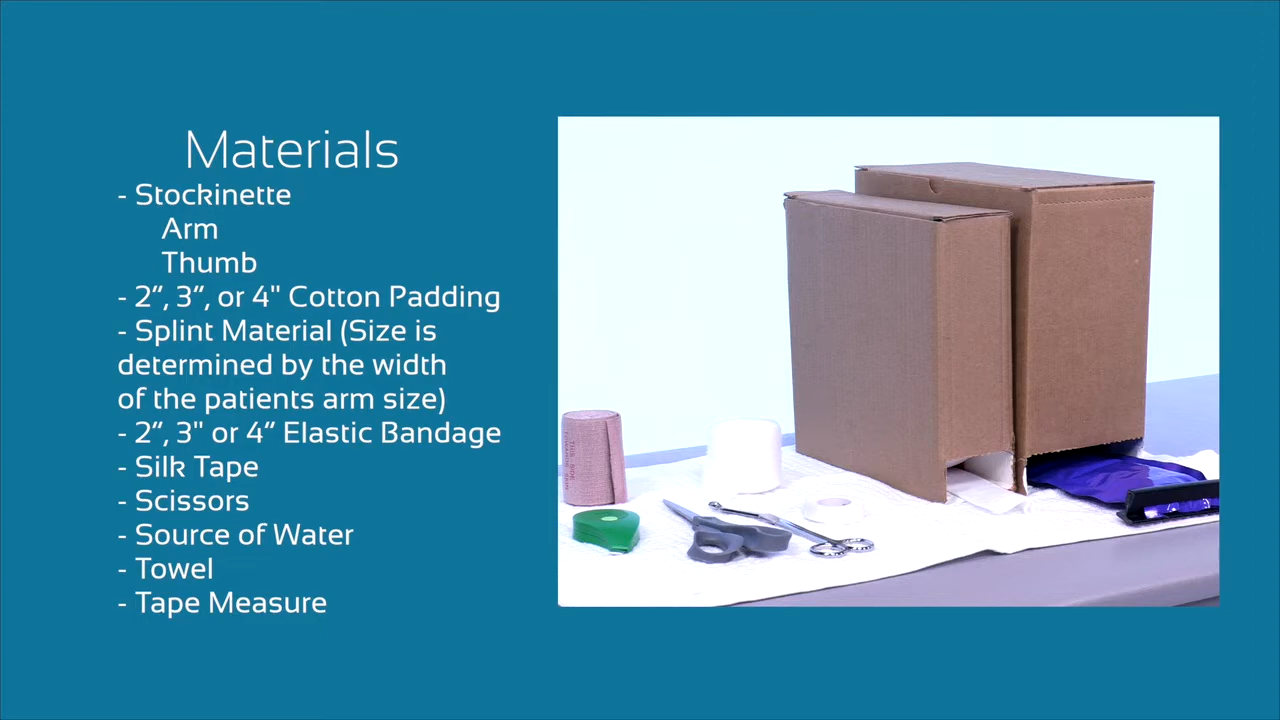 Materials
- Stockinette
Arm
Thumb
- 2”, 3”, or 4" Cotton Padding
- Splint Material (Size is
determined by the width
of the patients arm size)
- 2”, 3" or 4” Elastic Bandage
- Silk Tape
- Scissors
- Source of Water
- Towel
- Tape Measure